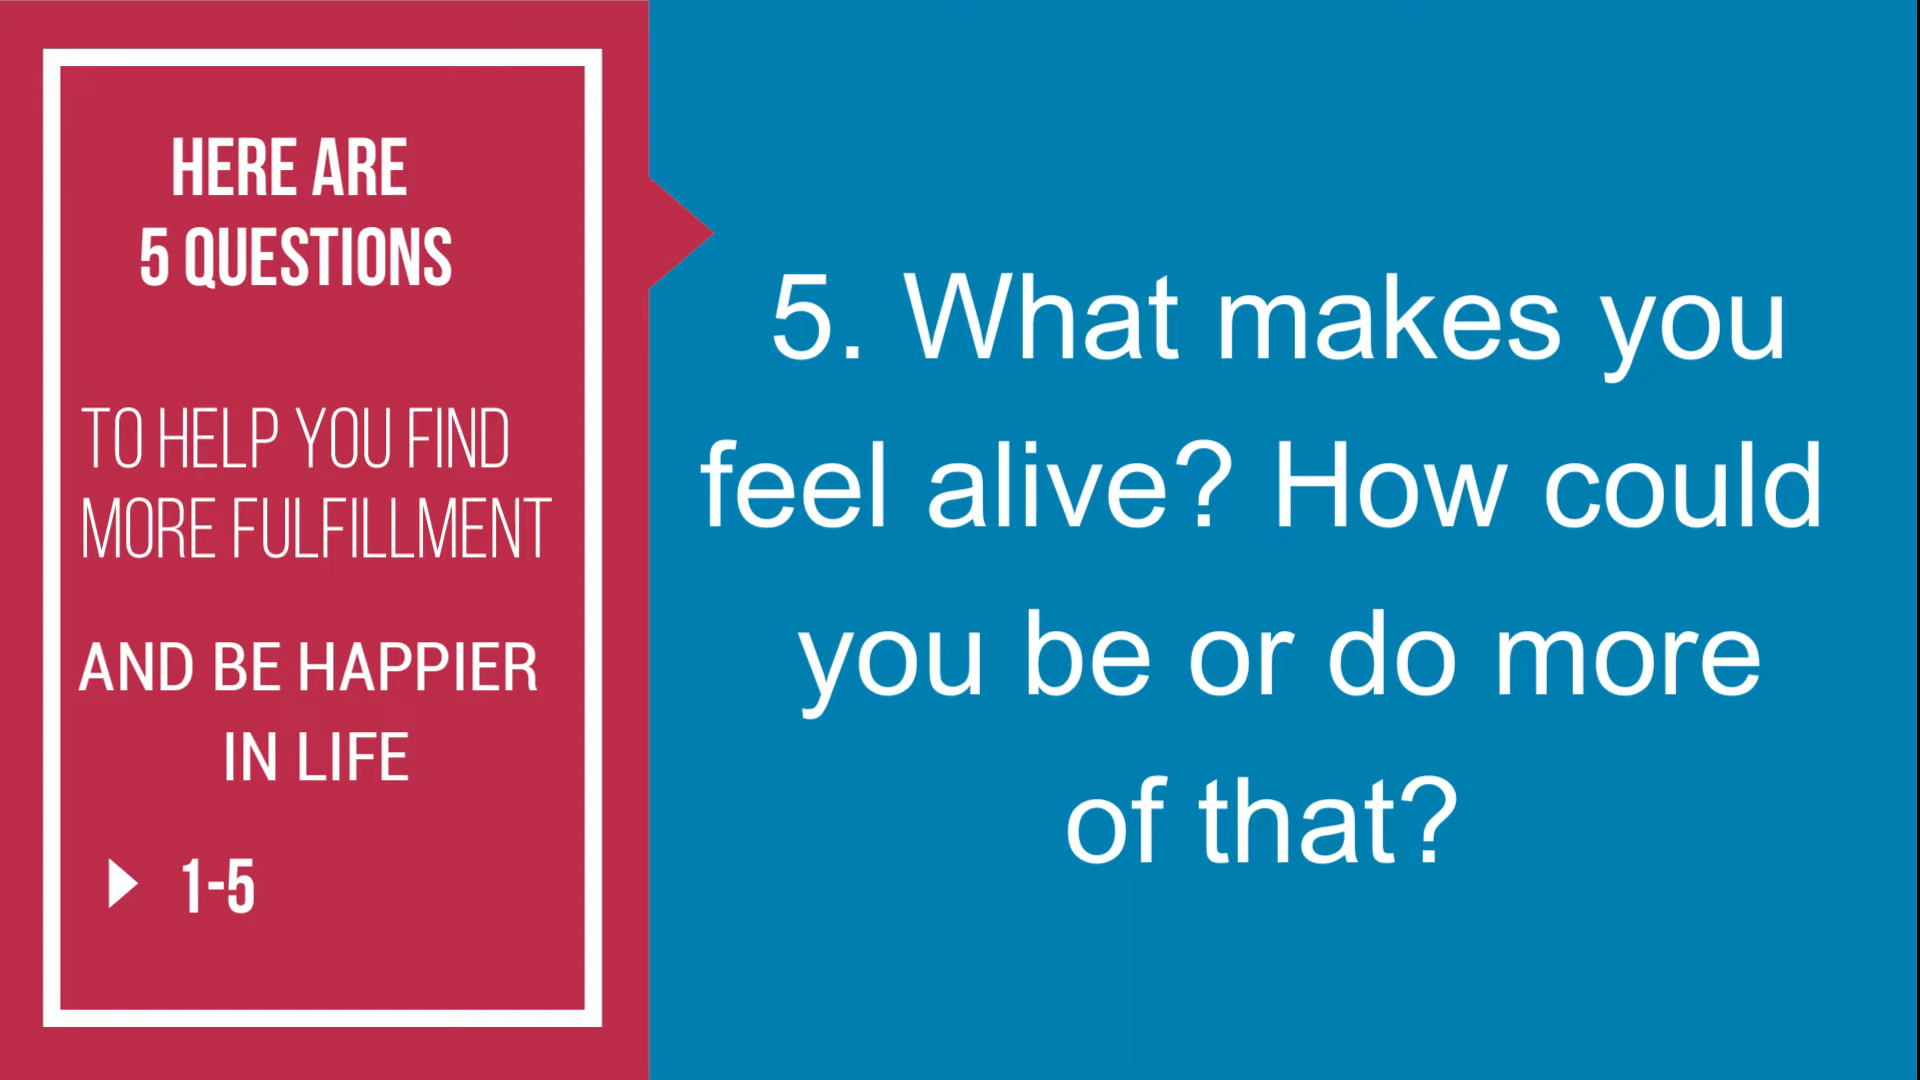 HERE ARE
5 QUESTIONS
TO HELP YOU FIND
MORE FULFILLMENT
AND BE HAPPIER
IN LIFE
1-5
5. What makes you
feel alive? How could
you be or do more
of that?